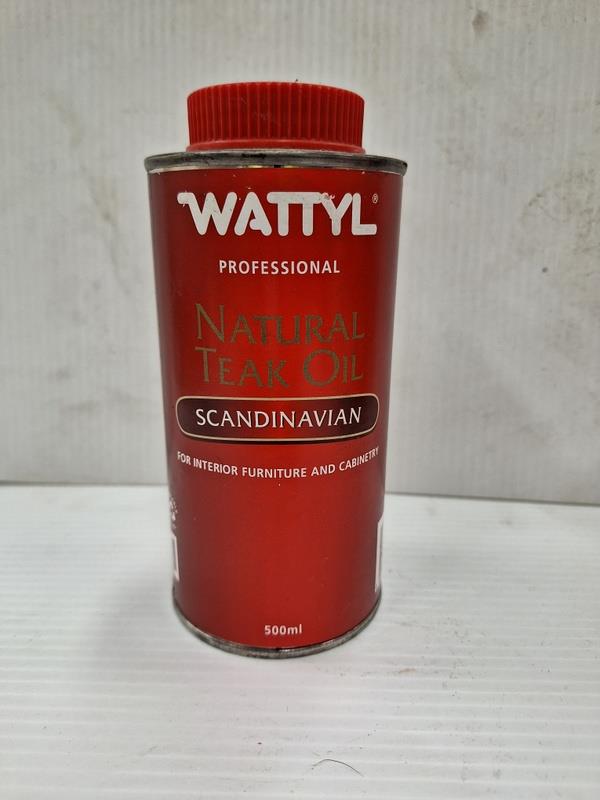 WATTYL®
PROFESSIONAL
NATURAL
TEAK OIL
SCANDINAVIAN
FOR INTERIOR FURNITURE AND CABINETRY
500ml